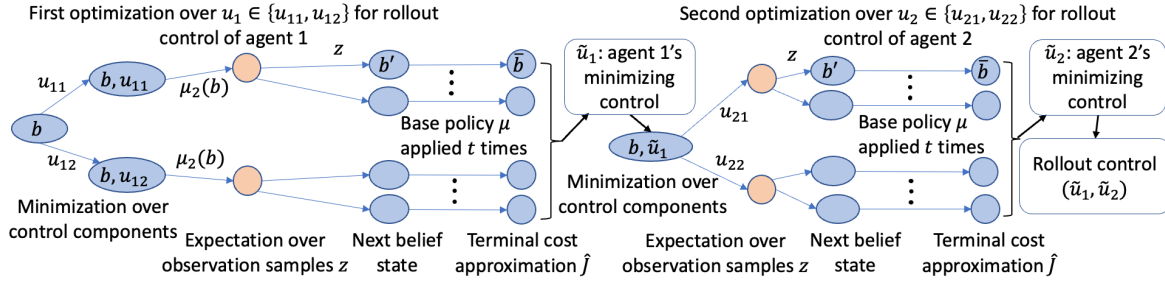 First optimization over u₁ ∈ {u₁₁, u₁₂} for rollout
control of agent 1
u₁₁
b, u₁₁
μ₂(b)
z
b′
b̄
b
u₁₂
b, u₁₂
μ₂(b)
Base policy μ
applied t times
Minimization over
control components
Expectation over
observation samples z
Next belief
state
Terminal cost
approximation Ĵ
ũ₁: agent 1's
minimizing
control
Second optimization over u₂ ∈ {u₂₁, u₂₂} for rollout
control of agent 2
b, ũ₁
u₂₁
u₂₂
z
b′
b̄
Base policy μ
applied t times
Minimization over
control components
Expectation over
observation samples z
Next belief
state
Terminal cost
approximation Ĵ
ũ₂: agent 2's
minimizing
control
Rollout control
(ũ₁, ũ₂)